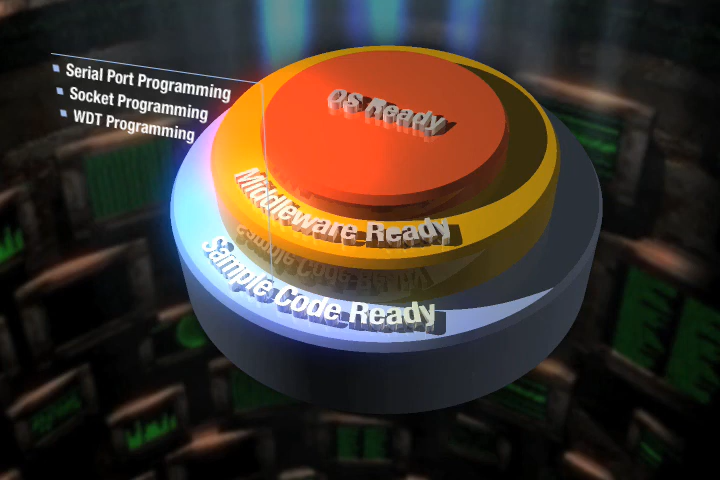 Serial Port Programming
Socket Programming
WDT Programming
OS Ready
Middleware Ready
Sample Code Ready